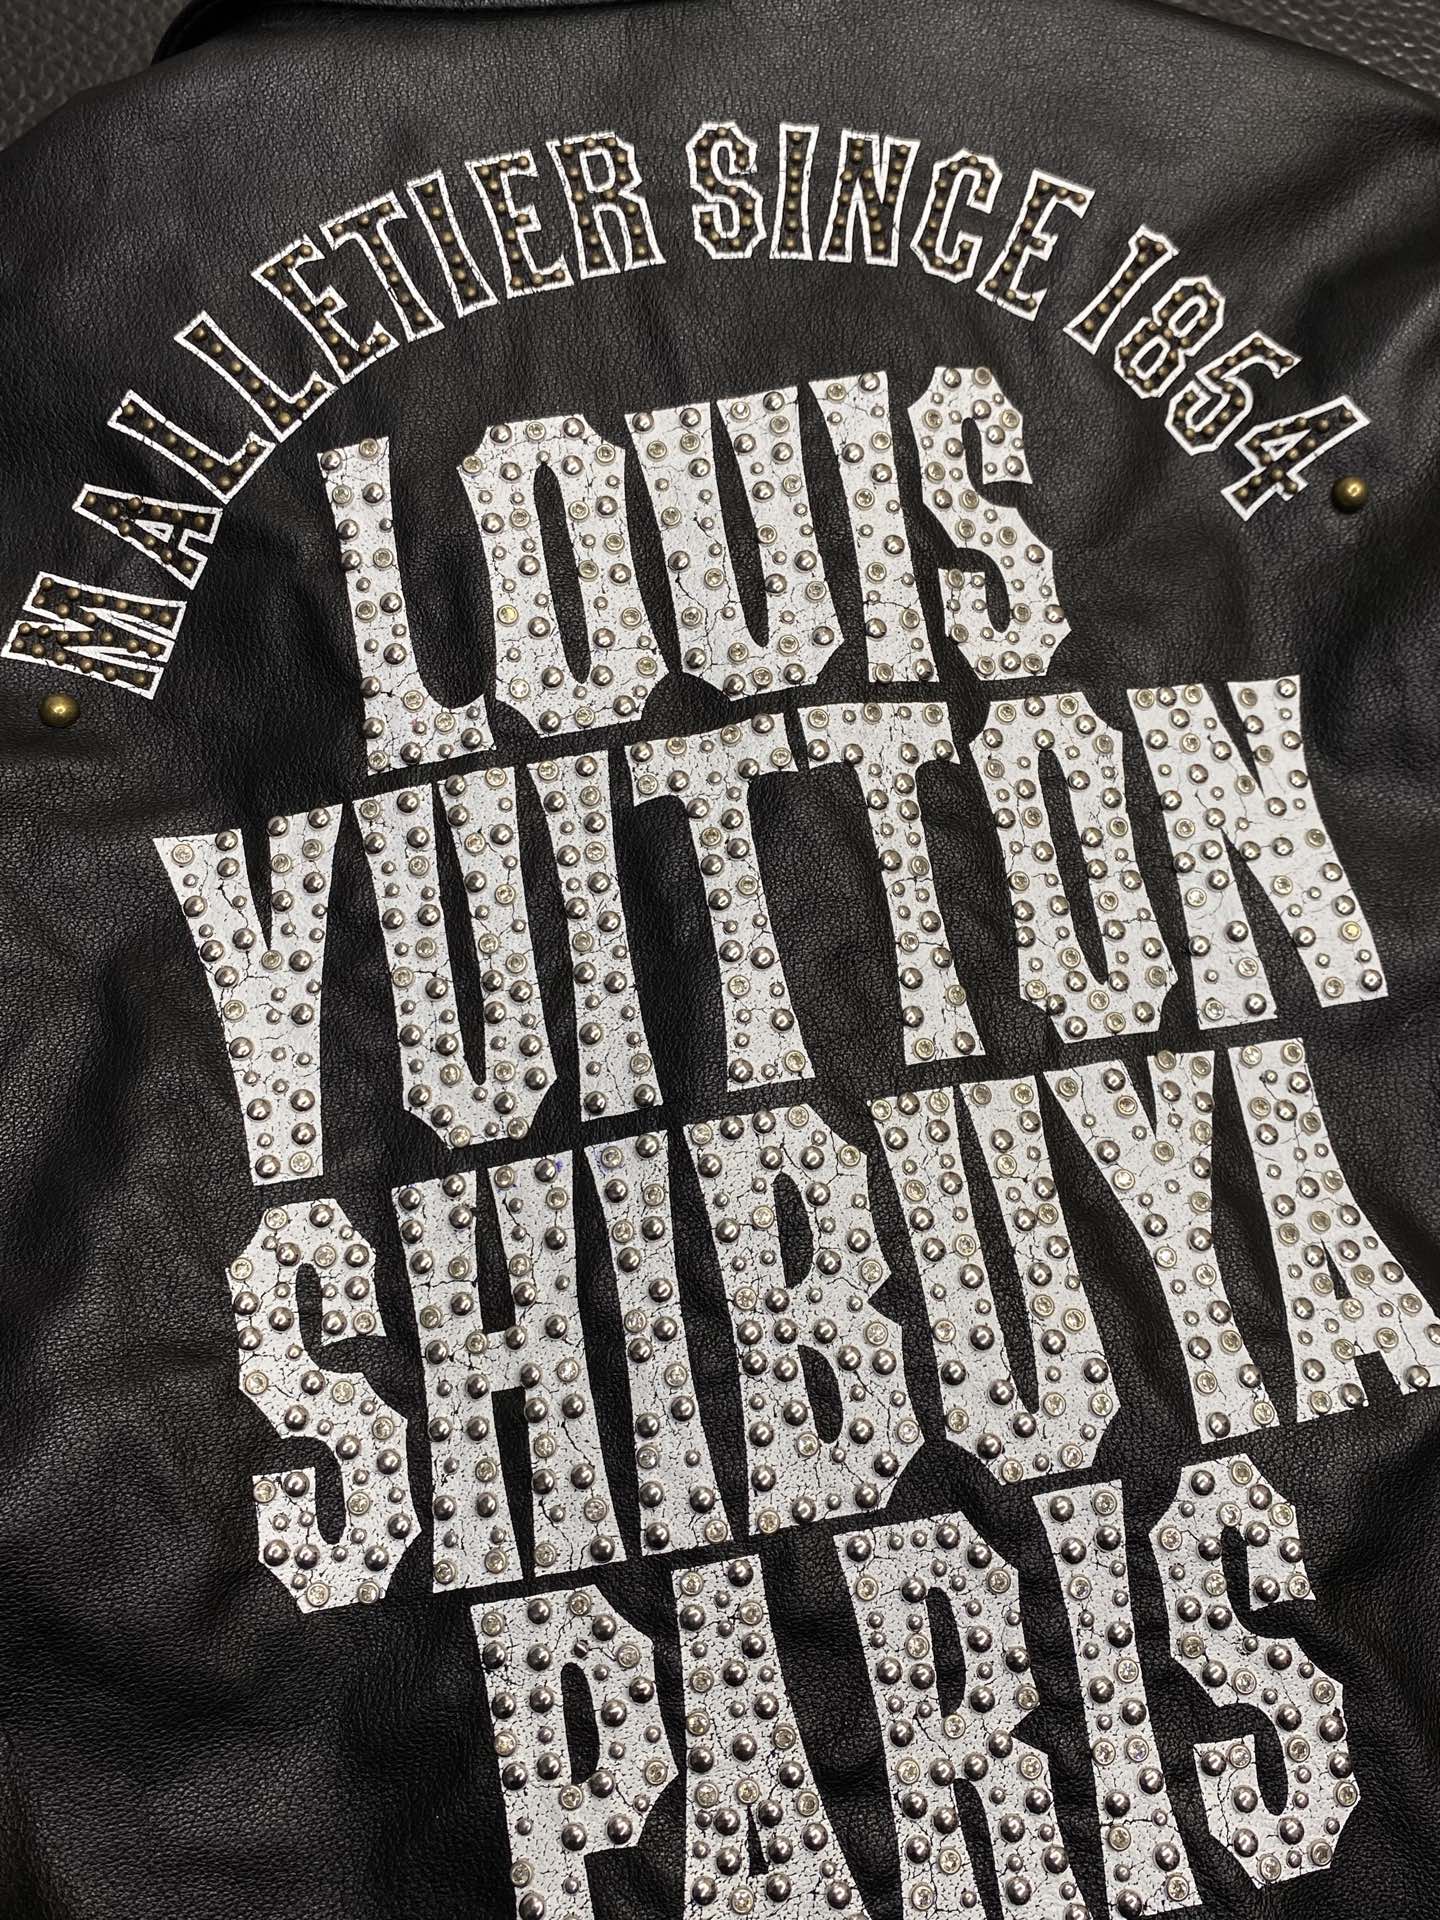 MALLETIER SINCE 1854
LOUIS
VUITTON
SHIBUYA
PARIS